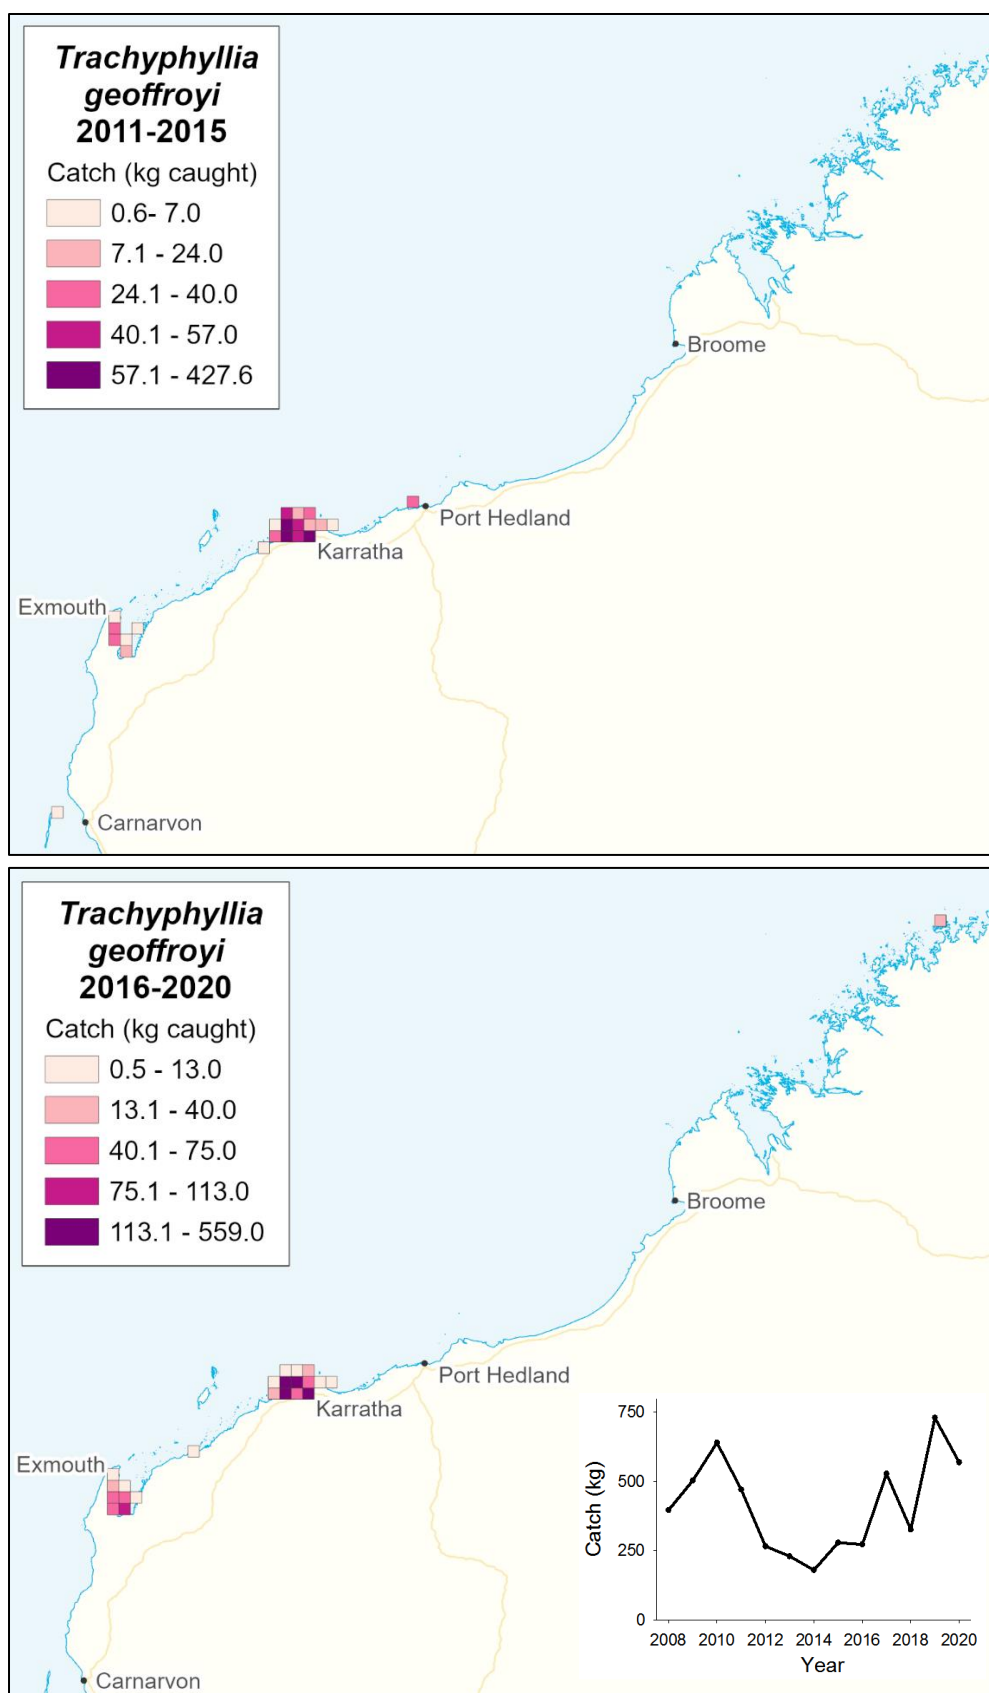 Trachyphyllia
geoffroyi
2011-2015
Catch (kg caught)
0.6- 7.0
7.1 - 24.0
24.1 - 40.0
40.1 - 57.0
57.1 - 427.6
Broome
Port Hedland
Karratha
Exmouth
Carnarvon
Trachyphyllia
geoffroyi
2016-2020
Catch (kg caught)
0.5 - 13.0
13.1 - 40.0
40.1 - 75.0
75.1 - 113.0
113.1 - 559.0
Broome
Port Hedland
Karratha
Exmouth
Carnarvon
Catch (kg)
750
500
250
0
2008 2010 2012 2014 2016 2018 2020
Year